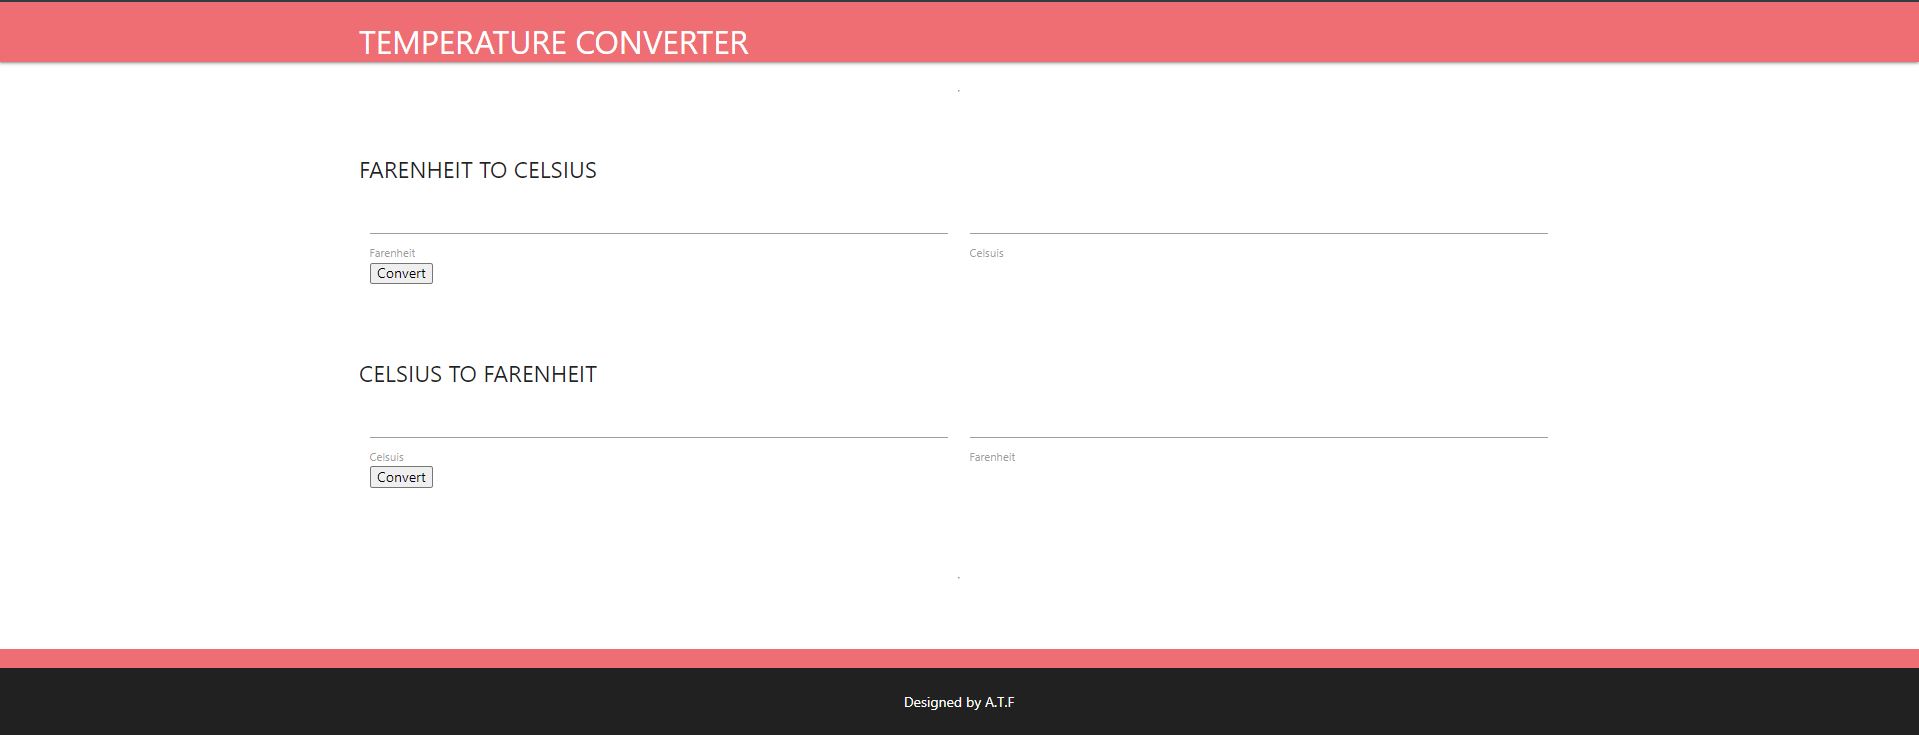 TEMPERATURE CONVERTER
.
FARENHEIT TO CELSIUS
Farenheit
Celsuis
Convert
CELSIUS TO FARENHEIT
Celsuis
Farenheit
Convert
.
Designed by A.T.F